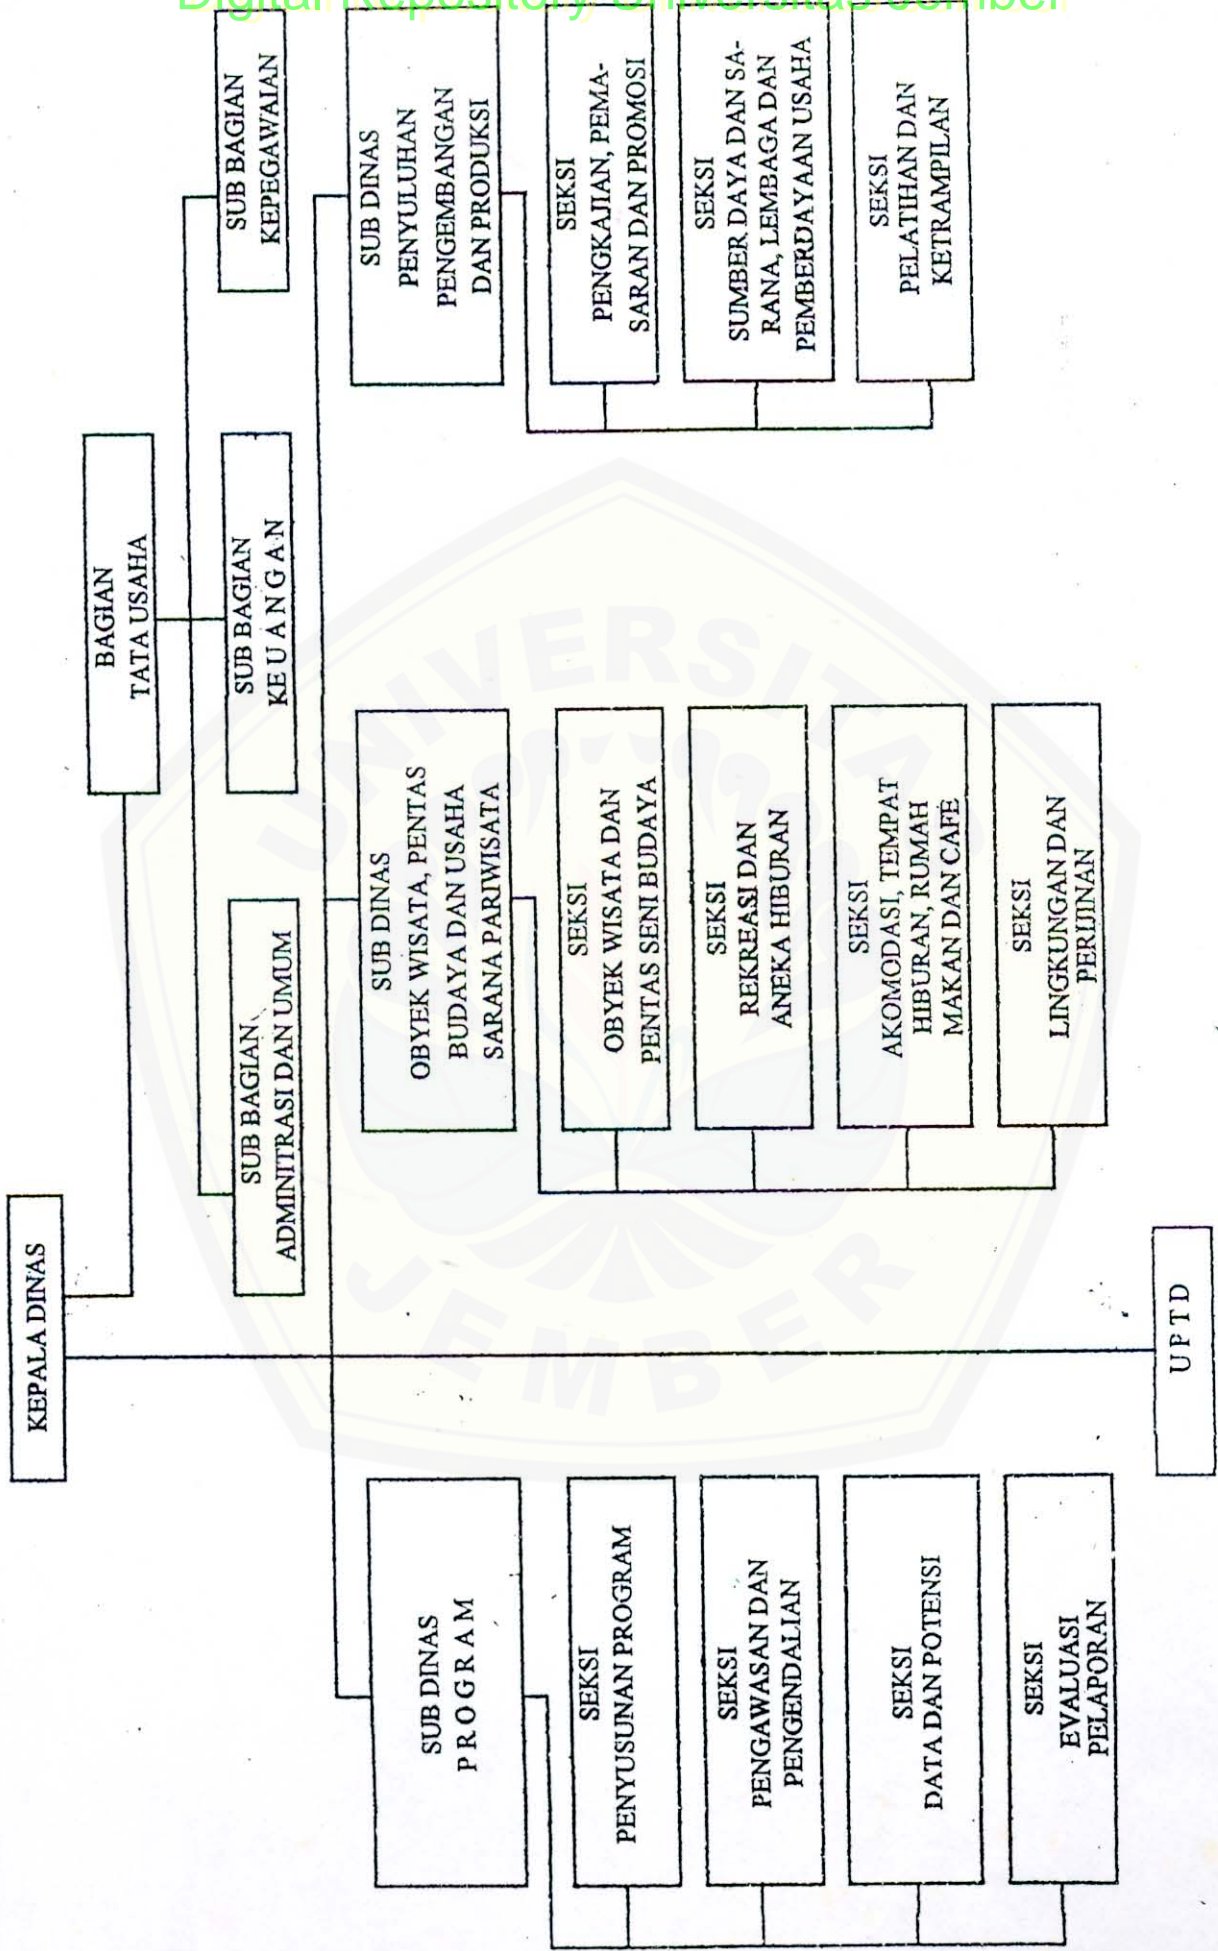 Digital Repository Universitas Jember
KEPALA DINAS
BAGIAN
TATA USAHA
SUB BAGIAN
ADMINITRASI DAN UMUM
SUB BAGIAN
K E U A N G A N
SUB BAGIAN
KEPEGAWAIAN
SUB DINAS
P R O G R A M
SEKSI
PENYUSUNAN PROGRAM
SEKSI
PENGAWASAN DAN
PENGENDALIAN
SEKSI
DATA DAN POTENSI
SEKSI
EVALUASI
PELAPORAN
SUB DINAS
OBYEK WISATA, PENTAS
BUDAYA DAN USAHA
SARANA PARIWISATA
SEKSI
OBYEK WISATA DAN
PENTAS SENI BUDAYA
SEKSI
REKREASI DAN
ANEKA HIBURAN
SEKSI
AKOMODASI, TEMPAT
HIBURAN, RUMAH
MAKAN DAN CAFE
SEKSI
LINGKUNGAN DAN
PERIJINAN
SUB DINAS
PENYULUHAN
PENGEMBANGAN
DAN PRODUKSI
SEKSI
PENGKAJIAN, PEMA-
SARAN DAN PROMOSI
SEKSI
SUMBER DAYA DAN SA-
RANA, LEMBAGA DAN
PEMBERDAYAAN USAHA
SEKSI
PELATIHAN DAN
KETRAMPILAN
U P T D
UNIVERSITAS
JEMBER